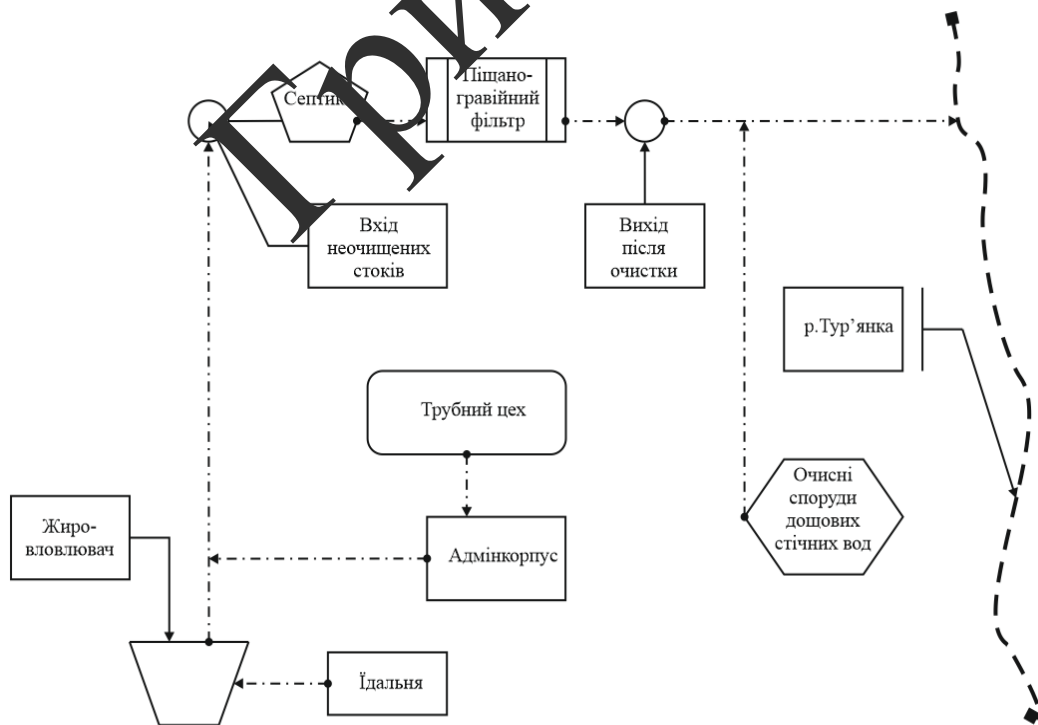 При
Септик
Піщано-
гравійний
фільтр
Вхід
неочищених
стоків
Вихід
після
очистки
р.Тур’янка
Трубний цех
Очисні
споруди
дощових
стічних вод
Жиро-
вловлювач
Адмінкорпус
Їдальня